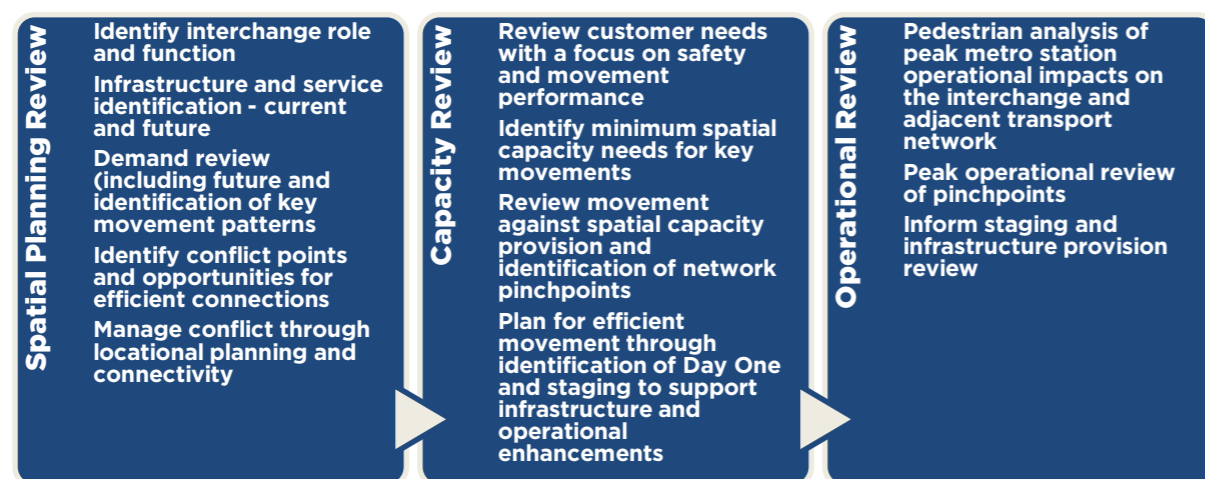 Spatial Planning Review
Identify interchange role
and function
Infrastructure and service
identification - current
and future
Demand review
(including future and
identification of key
movement patterns
Identify conflict points
and opportunities for
efficient connections
Manage conflict through
locational planning and
connectivity
Capacity Review
Review customer needs
with a focus on safety
and movement
performance
Identify minimum spatial
capacity needs for key
movements
Review movement
against spatial capacity
provision and
identification of network
pinchpoints
Plan for efficient
movement through
identification of Day One
and staging to support
infrastructure and
operational
enhancements
Operational Review
Pedestrian analysis of
peak metro station
operational impacts on
the interchange and
adjacent transport
network
Peak operational review
of pinchpoints
Inform staging and
infrastructure provision
review